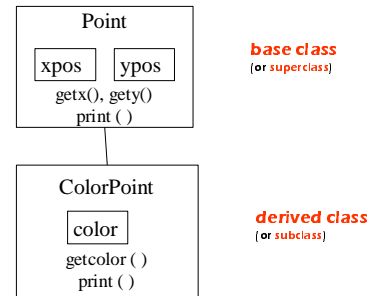 Point
xpos ypos
getx(), gety()
print ( )
base class
(or superclass)
ColorPoint
color
getcolor ( )
print ( )
derived class
(or subclass)